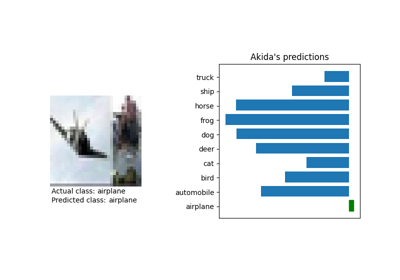 Akida's predictions
truck
ship
horse
frog
dog
deer
cat
bird
automobile
airplane
Actual class: airplane
Predicted class: airplane